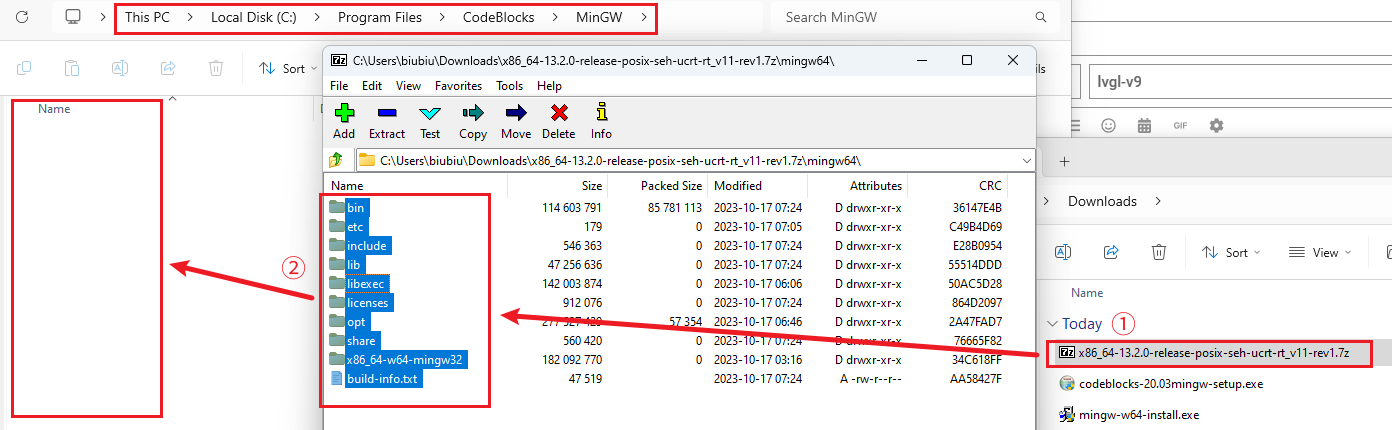 This PC > Local Disk (C:) > Program Files > CodeBlocks > MinGW >
Search MinGW
Sort
Name
C:\Users\biubiu\Downloads\x86_64-13.2.0-release-posix-seh-ucrt-rt_v11-rev1.7z\mingw64\
File Edit View Favorites Tools Help
Add Extract Test Copy Move Delete Info
C:\Users\biubiu\Downloads\x86_64-13.2.0-release-posix-seh-ucrt-rt_v11-rev1.7z\mingw64\
Name Size Packed Size Modified Attributes CRC
bin 114 603 791 85 781 113 2023-10-17 07:24 D drwxr-xr-x 36147E4B
etc 179 0 2023-10-17 07:05 D drwxr-xr-x C49B4D69
include 546 363 0 2023-10-17 07:24 D drwxr-xr-x E28B0954
lib 47 256 636 0 2023-10-17 07:24 D drwxr-xr-x 55514DDD
libexec 142 003 874 0 2023-10-17 06:06 D drwxr-xr-x 50AC5D28
licenses 912 076 0 2023-10-17 07:24 D drwxr-xr-x 864D2097
opt 57 354 2023-10-17 06:46 D drwxr-xr-x 2A47FAD7
share 560 420 0 2023-10-17 07:24 D drwxr-xr-x 76665F82
x86_64-w64-mingw32 182 092 770 0 2023-10-17 03:16 D drwxr-xr-x 34C618FF
build-info.txt 47 519 2023-10-17 07:24 A -rw-r--r-- AA58427F
②
lvgl-v9
GIF
Downloads >
Sort View
Name
Today ①
x86_64-13.2.0-release-posix-seh-ucrt-rt_v11-rev1.7z
codeblocks-20.03mingw-setup.exe
mingw-w64-install.exe